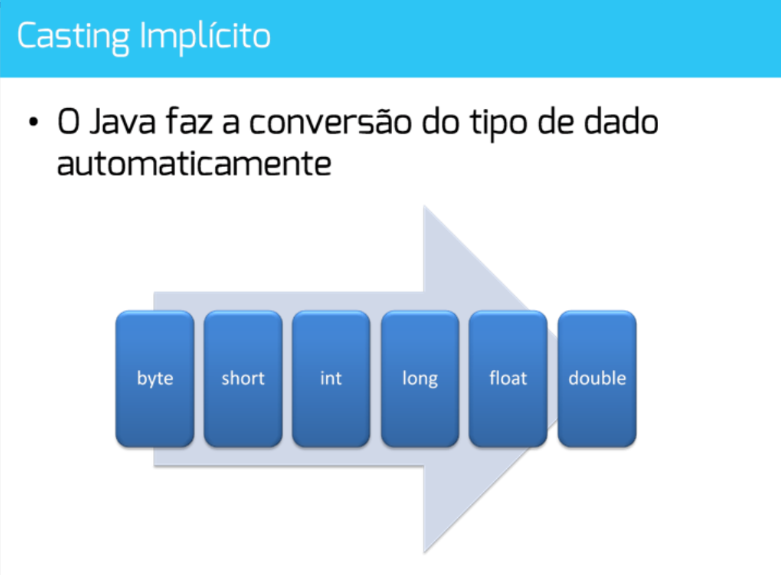 Casting Implícito
• O Java faz a conversão do tipo de dado
automaticamente
byte short int long float double